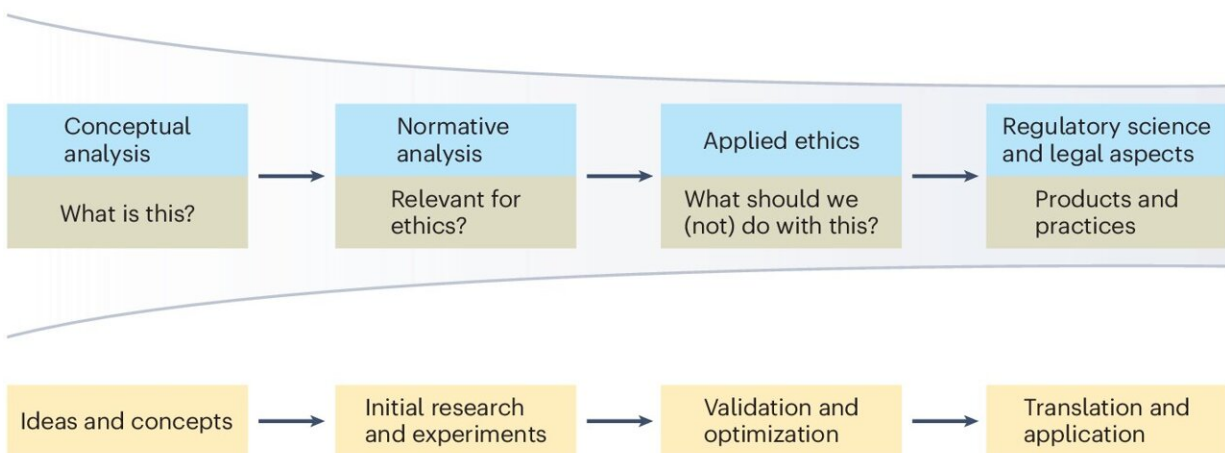 Conceptual
analysis
What is this?
Normative
analysis
Relevant for
ethics?
Applied ethics
What should we
(not) do with this?
Regulatory science
and legal aspects
Products and
practices
Ideas and concepts
Initial research
and experiments
Validation and
optimization
Translation and
application